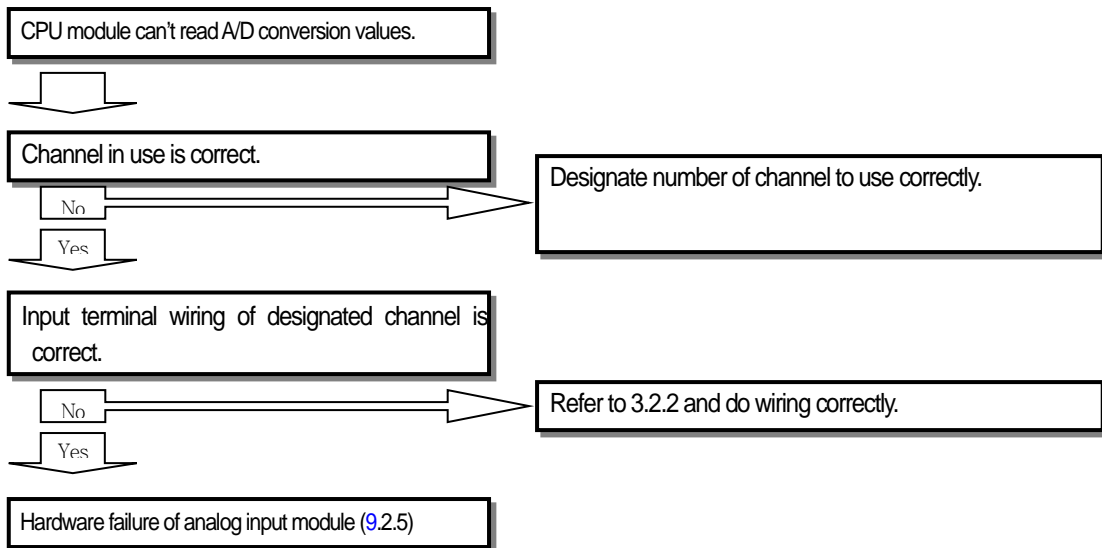 CPU module can't read A/D conversion values.
Channel in use is correct.
Designate number of channel to use correctly.
No
Yes
Input terminal wiring of designated channel is
correct.
No
Refer to 3.2.2 and do wiring correctly.
Yes
Hardware failure of analog input module (9.2.5)